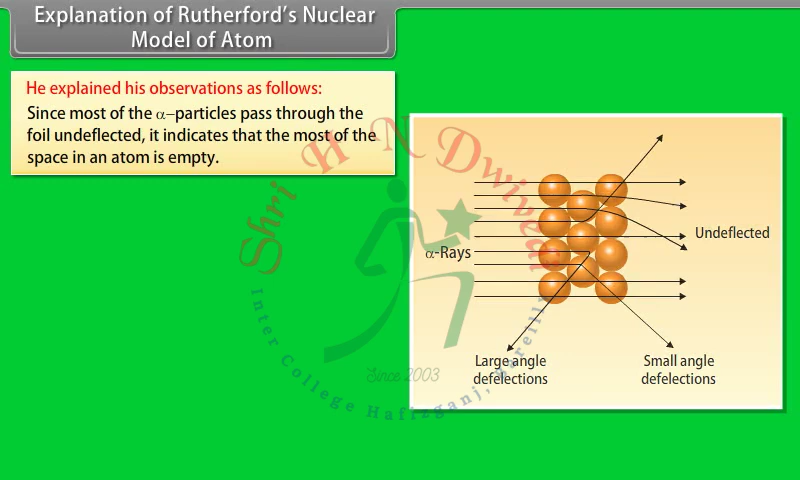 Explanation of Rutherford's Nuclear
Model of Atom
He explained his observations as follows:
Since most of the α–particles pass through the
foil undeflected, it indicates that the most of the
space in an atom is empty.
α-Rays
Undeflected
Large angle
defelections
Small angle
defelections
Shri H N Dwivedi
Inter College Hafizganj, Bareilly
Since 2003